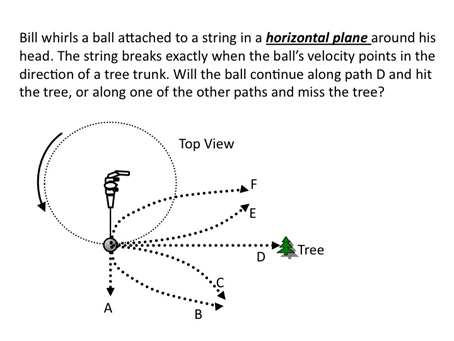 Bill whirls a ball attached to a string in a horizontal plane around his
head. The string breaks exactly when the ball's velocity points in the
direction of a tree trunk. Will the ball continue along path D and hit
the tree, or along one of the other paths and miss the tree?
Top View
F
E
D
Tree
C
A
B